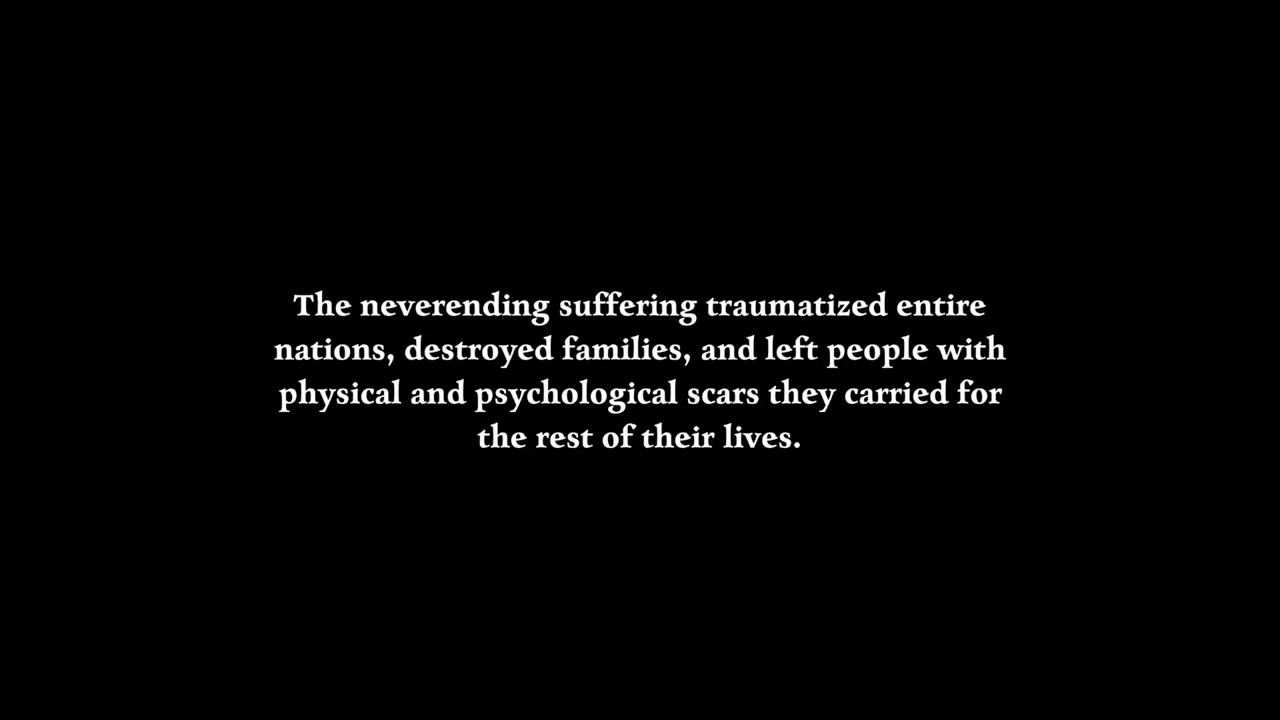 The neverending suffering traumatized entire
nations, destroyed families, and left people with
physical and psychological scars they carried for
the rest of their lives.